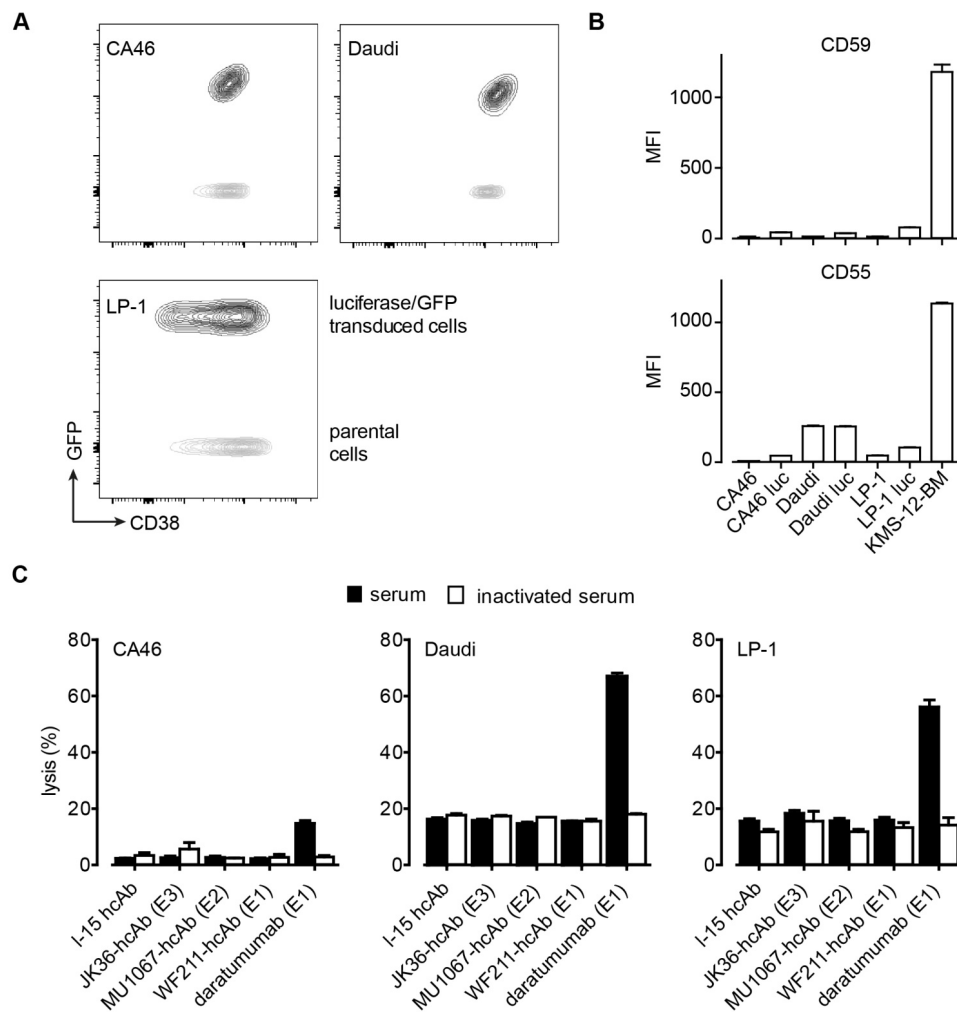 A
CA46
Daudi
LP-1
luciferase/GFP
transduced cells
parental
cells
GFP
CD38
B
CD59
1000
500
0
MFI
CD55
1000
500
0
MFI
CA46
CA46 luc
Daudi
Daudi luc
LP-1
LP-1 luc
KMS-12-BM
C
serum
inactivated serum
CA46
80
60
40
20
0
lysis (%)
I-15 hcAb
JK36-hcAb (E3)
MU1067-hcAb (E2)
WF211-hcAb (E1)
daratumumab (E1)
Daudi
80
60
40
20
0
I-15 hcAb
JK36-hcAb (E3)
MU1067-hcAb (E2)
WF211-hcAb (E1)
daratumumab (E1)
LP-1
80
60
40
20
0
I-15 hcAb
JK36-hcAb (E3)
MU1067-hcAb (E2)
WF211-hcAb (E1)
daratumumab (E1)